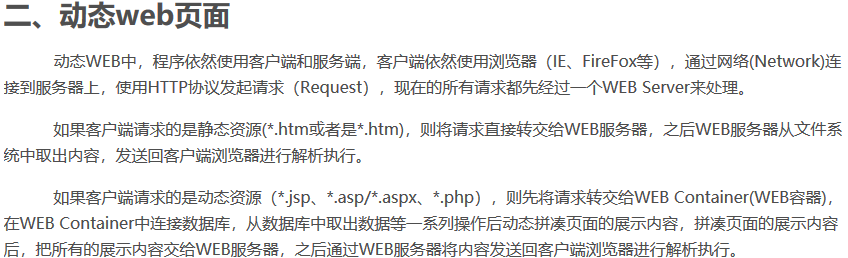 二、动态web页面
动态WEB中，程序依然使用客户端和服务端，客户端依然使用浏览器（IE、FireFox等），通过网络(Network)连
接到服务器上，使用HTTP协议发起请求（Request），现在的所有请求都先经过一个WEB Server来处理。
如果客户端请求的是静态资源(*.htm或者是*.htm)，则将请求直接转交给WEB服务器，之后WEB服务器从文件系
统中取出内容，发送回客户端浏览器进行解析执行。
如果客户端请求的是动态资源（*.jsp、*.asp/*.aspx、*.php），则先将请求转交给WEB Container(WEB容器)，
在WEB Container中连接数据库，从数据库中取出数据等一系列操作后动态拼凑页面的展示内容，拼凑页面的展示内容
后，把所有的展示内容交给WEB服务器，之后通过WEB服务器将内容发送回客户端浏览器进行解析执行。